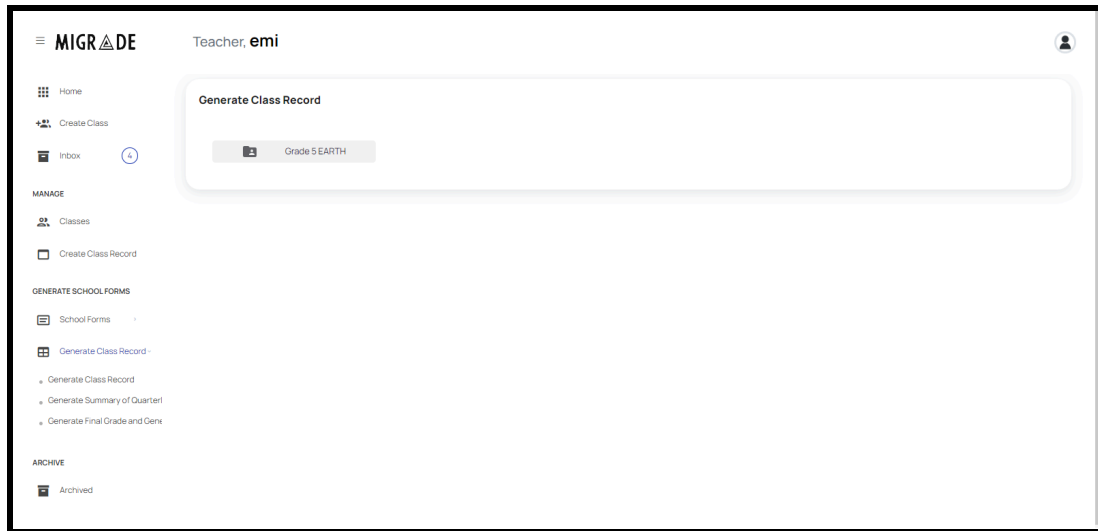 MIGRADE
Teacher, emi
Home
Create Class
Inbox 4
MANAGE
Classes
Create Class Record
GENERATE SCHOOL FORMS
School Forms
Generate Class Record -
Generate Class Record
Generate Summary of Quarterl
Generate Final Grade and Gene
ARCHIVE
Archived
Generate Class Record
Grade 5 EARTH